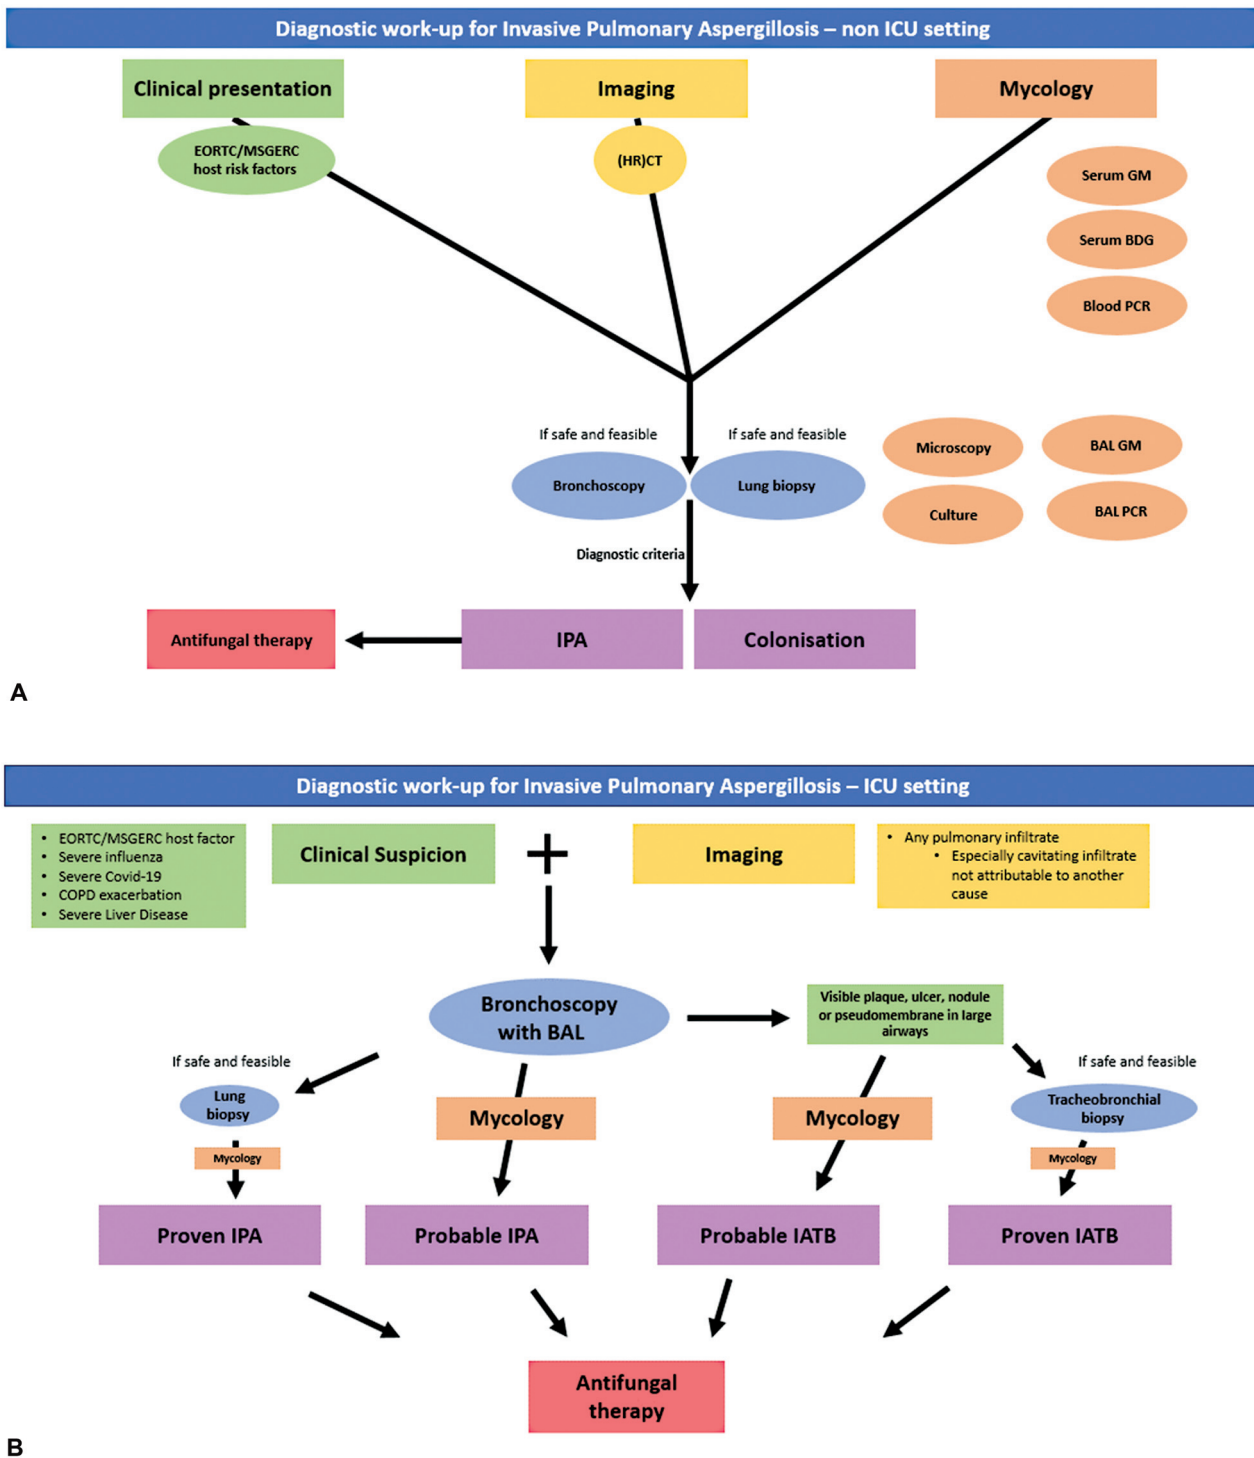 Diagnostic work-up for Invasive Pulmonary Aspergillosis – non ICU setting
Clinical presentation
Imaging
Mycology
EORTC/MSGERC
host risk factors
(HR)CT
Serum GM
Serum BDG
Blood PCR
If safe and feasible
If safe and feasible
Bronchoscopy
Lung biopsy
Microscopy
BAL GM
Culture
BAL PCR
Diagnostic criteria
Antifungal therapy
IPA
Colonisation
A
Diagnostic work-up for Invasive Pulmonary Aspergillosis – ICU setting
• EORTC/MSGERC host factor
• Severe influenza
• Severe Covid-19
• COPD exacerbation
• Severe Liver Disease
Clinical Suspicion
+
Imaging
• Any pulmonary infiltrate
• Especially cavitating infiltrate
not attributable to another
cause
Bronchoscopy
with BAL
Visible plaque, ulcer, nodule
or pseudomembrane in large
airways
If safe and feasible
Lung
biopsy
Mycology
Mycology
Mycology
If safe and feasible
Tracheobronchial
biopsy
Mycology
Proven IPA
Probable IPA
Probable IATB
Proven IATB
Antifungal
therapy
B